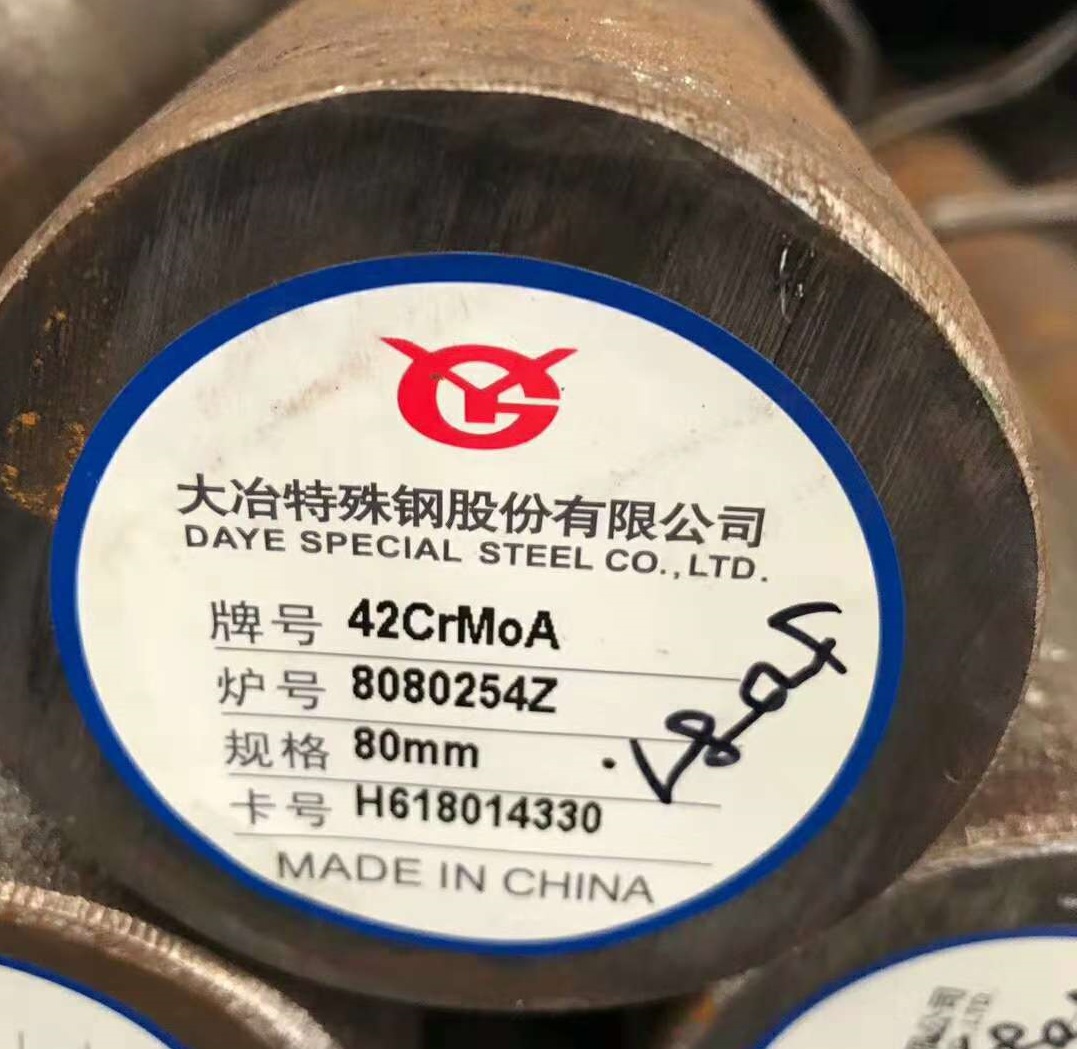 大冶特殊钢股份有限公司
DAYE SPECIAL STEEL CO.,LTD.
牌号 42CrMoA
炉号 8080254Z
规格 80mm
卡号 H618014330
MADE IN CHINA